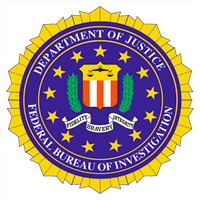 DEPARTMENT OF JUSTICE
FIDELITY
BRAVERY
INTEGRITY
FEDERAL BUREAU OF INVESTIGATION